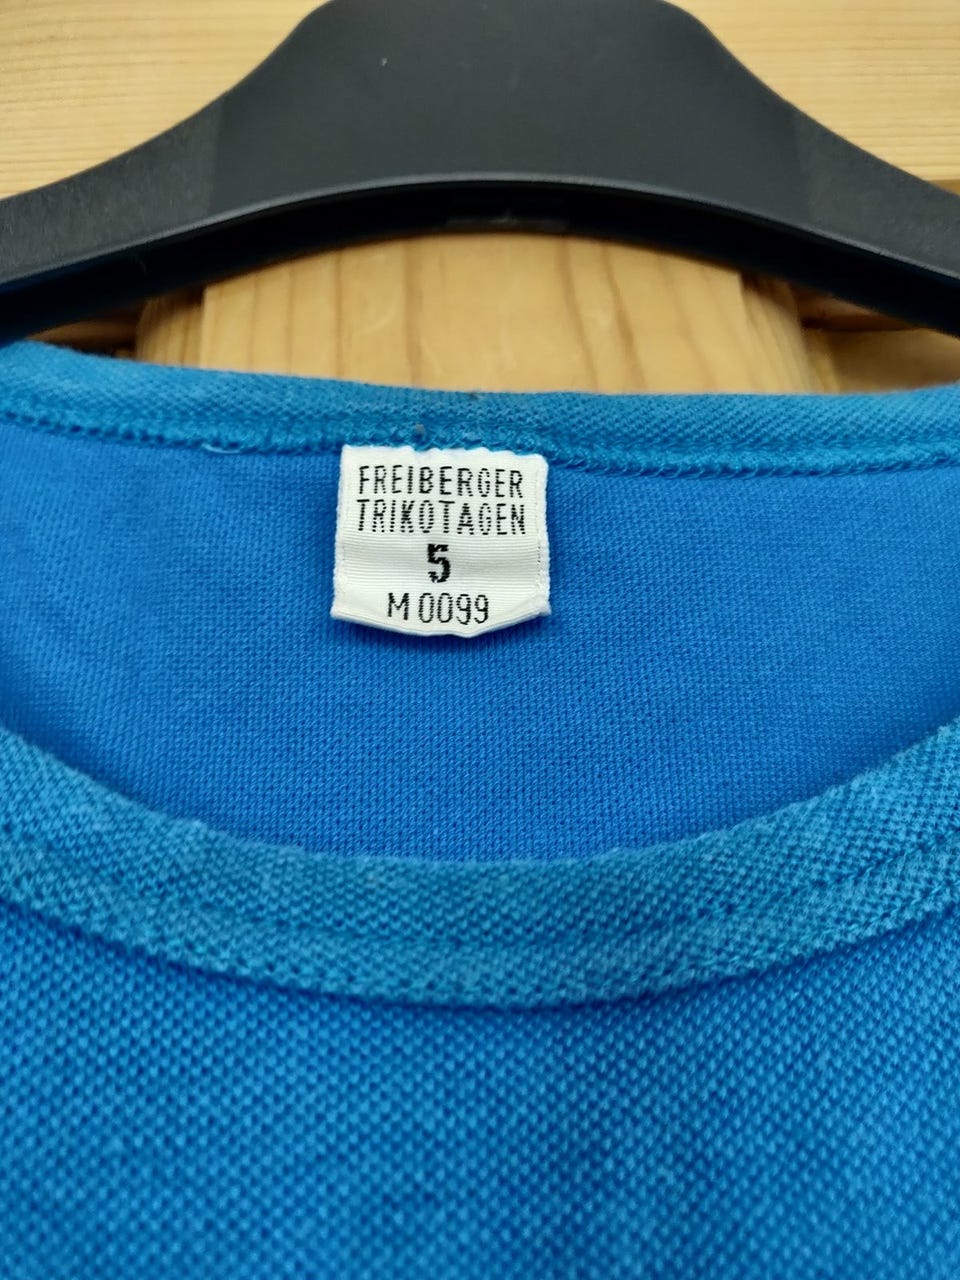 FREIBERGER
TRIKOTAGEN
5
M 0099